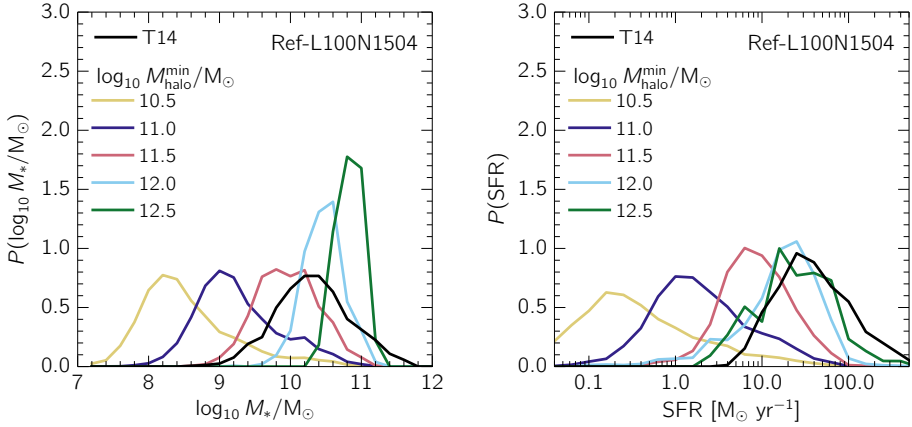 T14
Ref-L100N1504
log₁₀ M_halo^min/M⊙
10.5
11.0
11.5
12.0
12.5
P(log₁₀ M*/M⊙)
3.0
2.5
2.0
1.5
1.0
0.5
0.0
7 8 9 10 11 12
log₁₀ M*/M⊙
T14
Ref-L100N1504
log₁₀ M_halo^min/M⊙
10.5
11.0
11.5
12.0
12.5
P(SFR)
3.0
2.5
2.0
1.5
1.0
0.5
0.0
0.1 1.0 10.0 100.0
SFR [M⊙ yr⁻¹]